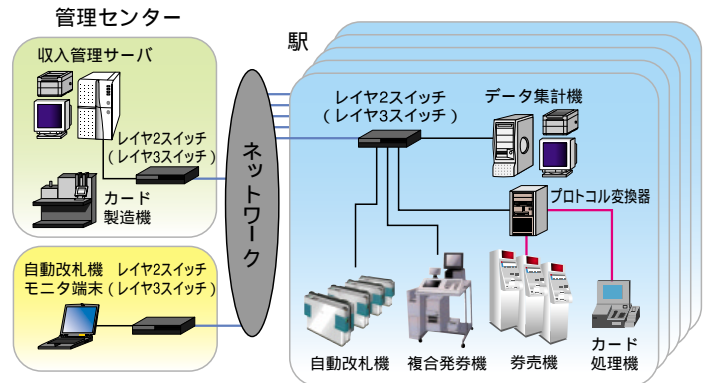 管理センター
収入管理サーバ
レイヤ2スイッチ
(レイヤ3スイッチ)
カード
製造機
自動改札機 レイヤ2スイッチ
モニタ端末(レイヤ3スイッチ)
ネットワーク
駅
レイヤ2スイッチ
(レイヤ3スイッチ)
データ集計機
プロトコル変換器
自動改札機
複合発券機
券売機
カード
処理機